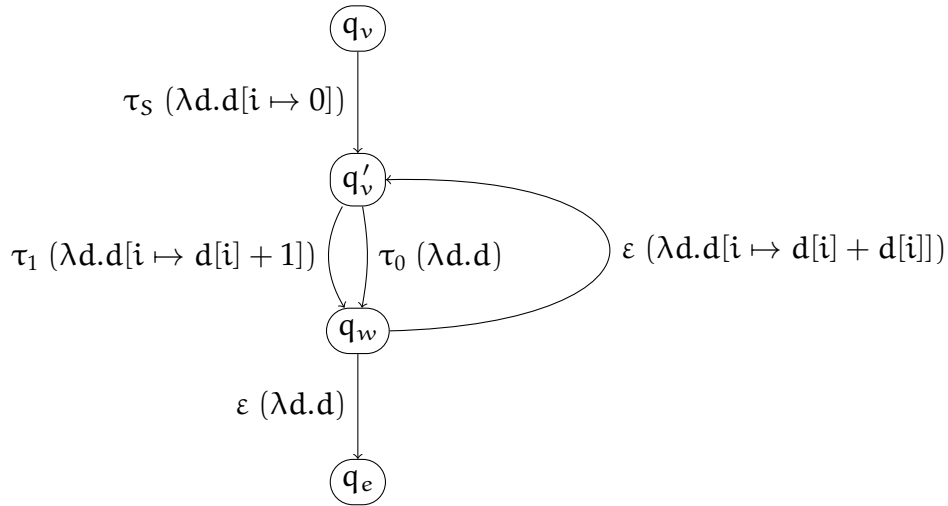 qᵥ
τ_S (λd.d[i ↦ 0])
q′ᵥ
τ₁ (λd.d[i ↦ d[i] + 1])
τ₀ (λd.d)
ε (λd.d[i ↦ d[i] + d[i]])
q_w
ε (λd.d)
qₑ